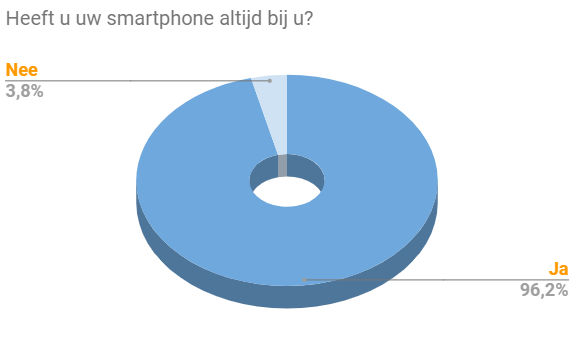 Heeft u uw smartphone altijd bij u?
Nee
3,8%
Ja
96,2%